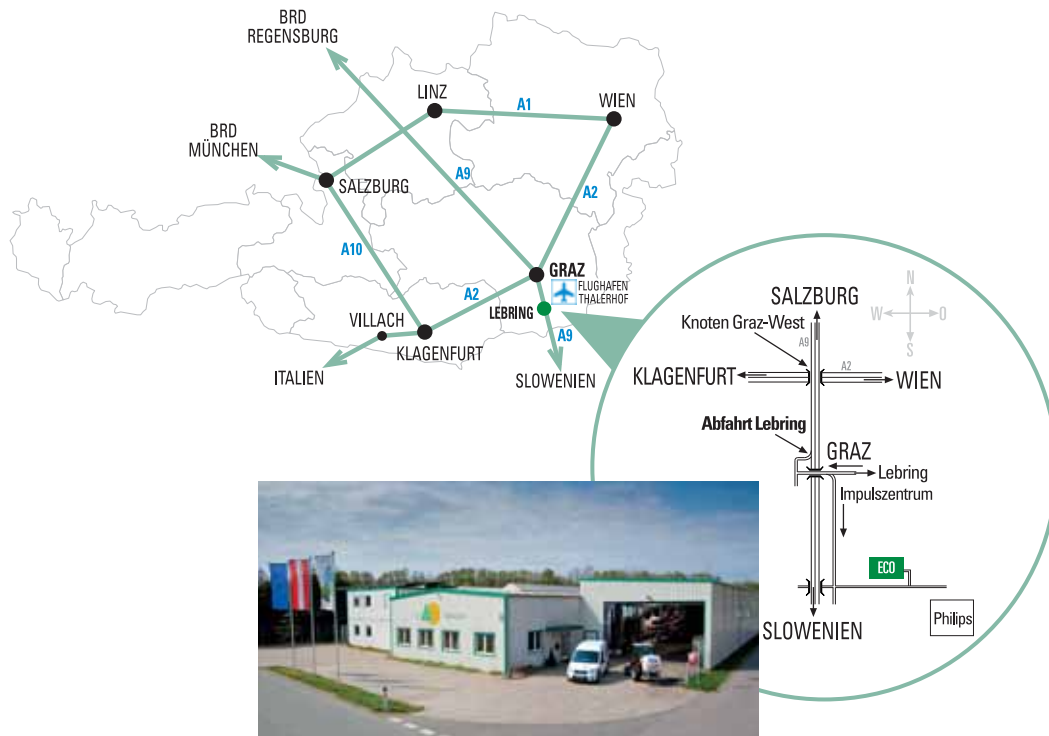 BRD
REGENSBURG
LINZ
A1
WIEN
BRD
MÜNCHEN
SALZBURG
A9
A2
A10
GRAZ
FLUGHAFEN
THALERHOF
A2
LEBRING
VILLACH
KLAGENFURT
A9
ITALIEN
SLOWENIEN
SALZBURG
N
W
O
S
Knoten Graz-West
A9
KLAGENFURT
A2
WIEN
Abfahrt Lebring
GRAZ
Lebring
Impulszentrum
ECO
Philips
SLOWENIEN